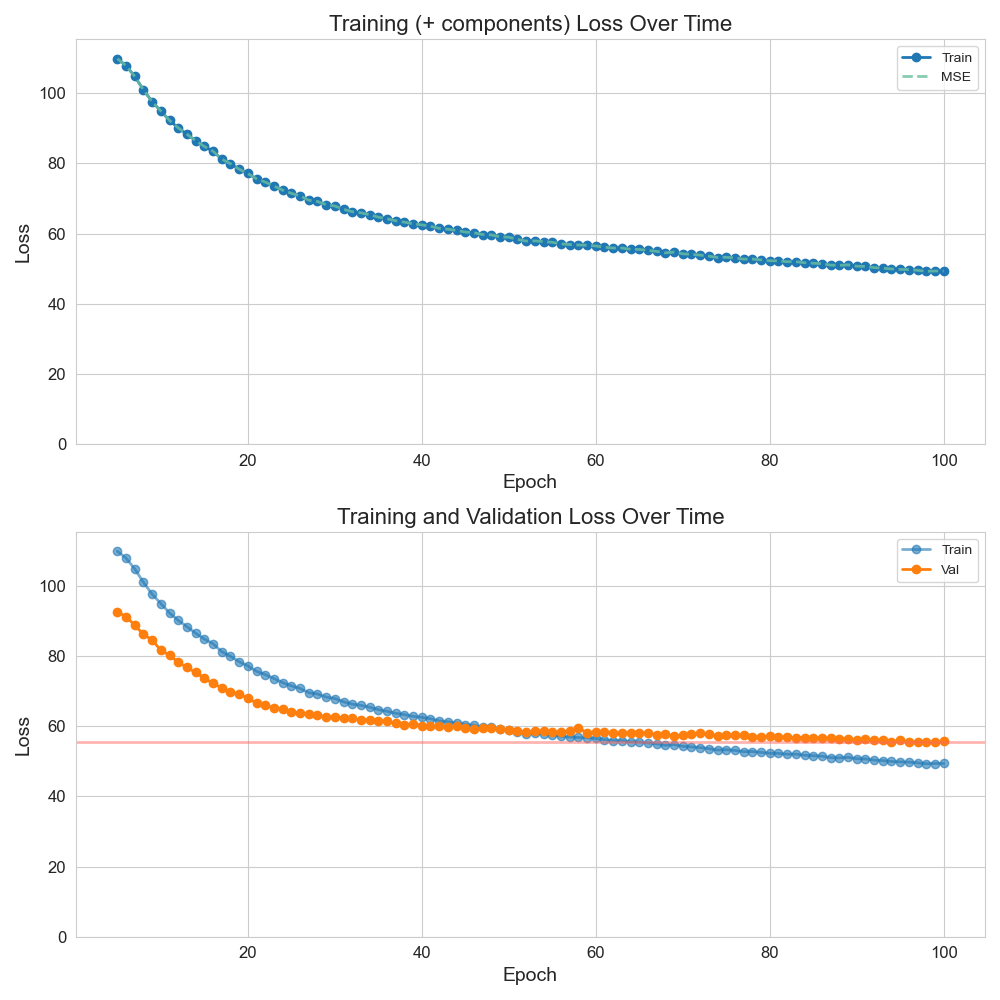 Training (+ components) Loss Over Time
Train
MSE
Loss
100
80
60
40
20
0
20 40 60 80 100
Epoch
Training and Validation Loss Over Time
Train
Val
Loss
100
80
60
40
20
0
20 40 60 80 100
Epoch